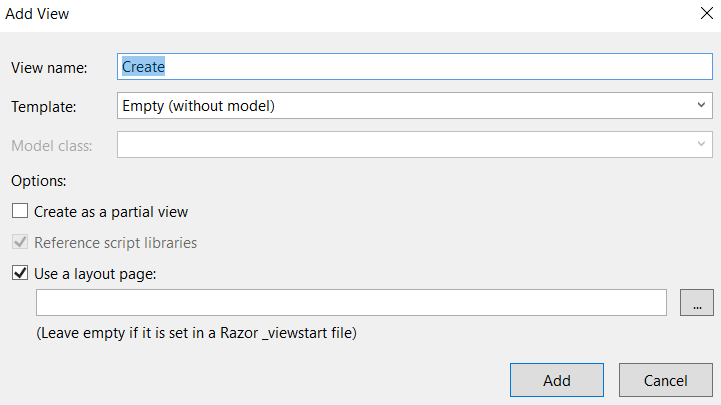 Add View
View name: Create
Template: Empty (without model)
Model class:
Options:
Create as a partial view
Reference script libraries
Use a layout page:
...
(Leave empty if it is set in a Razor _viewstart file)
Add Cancel